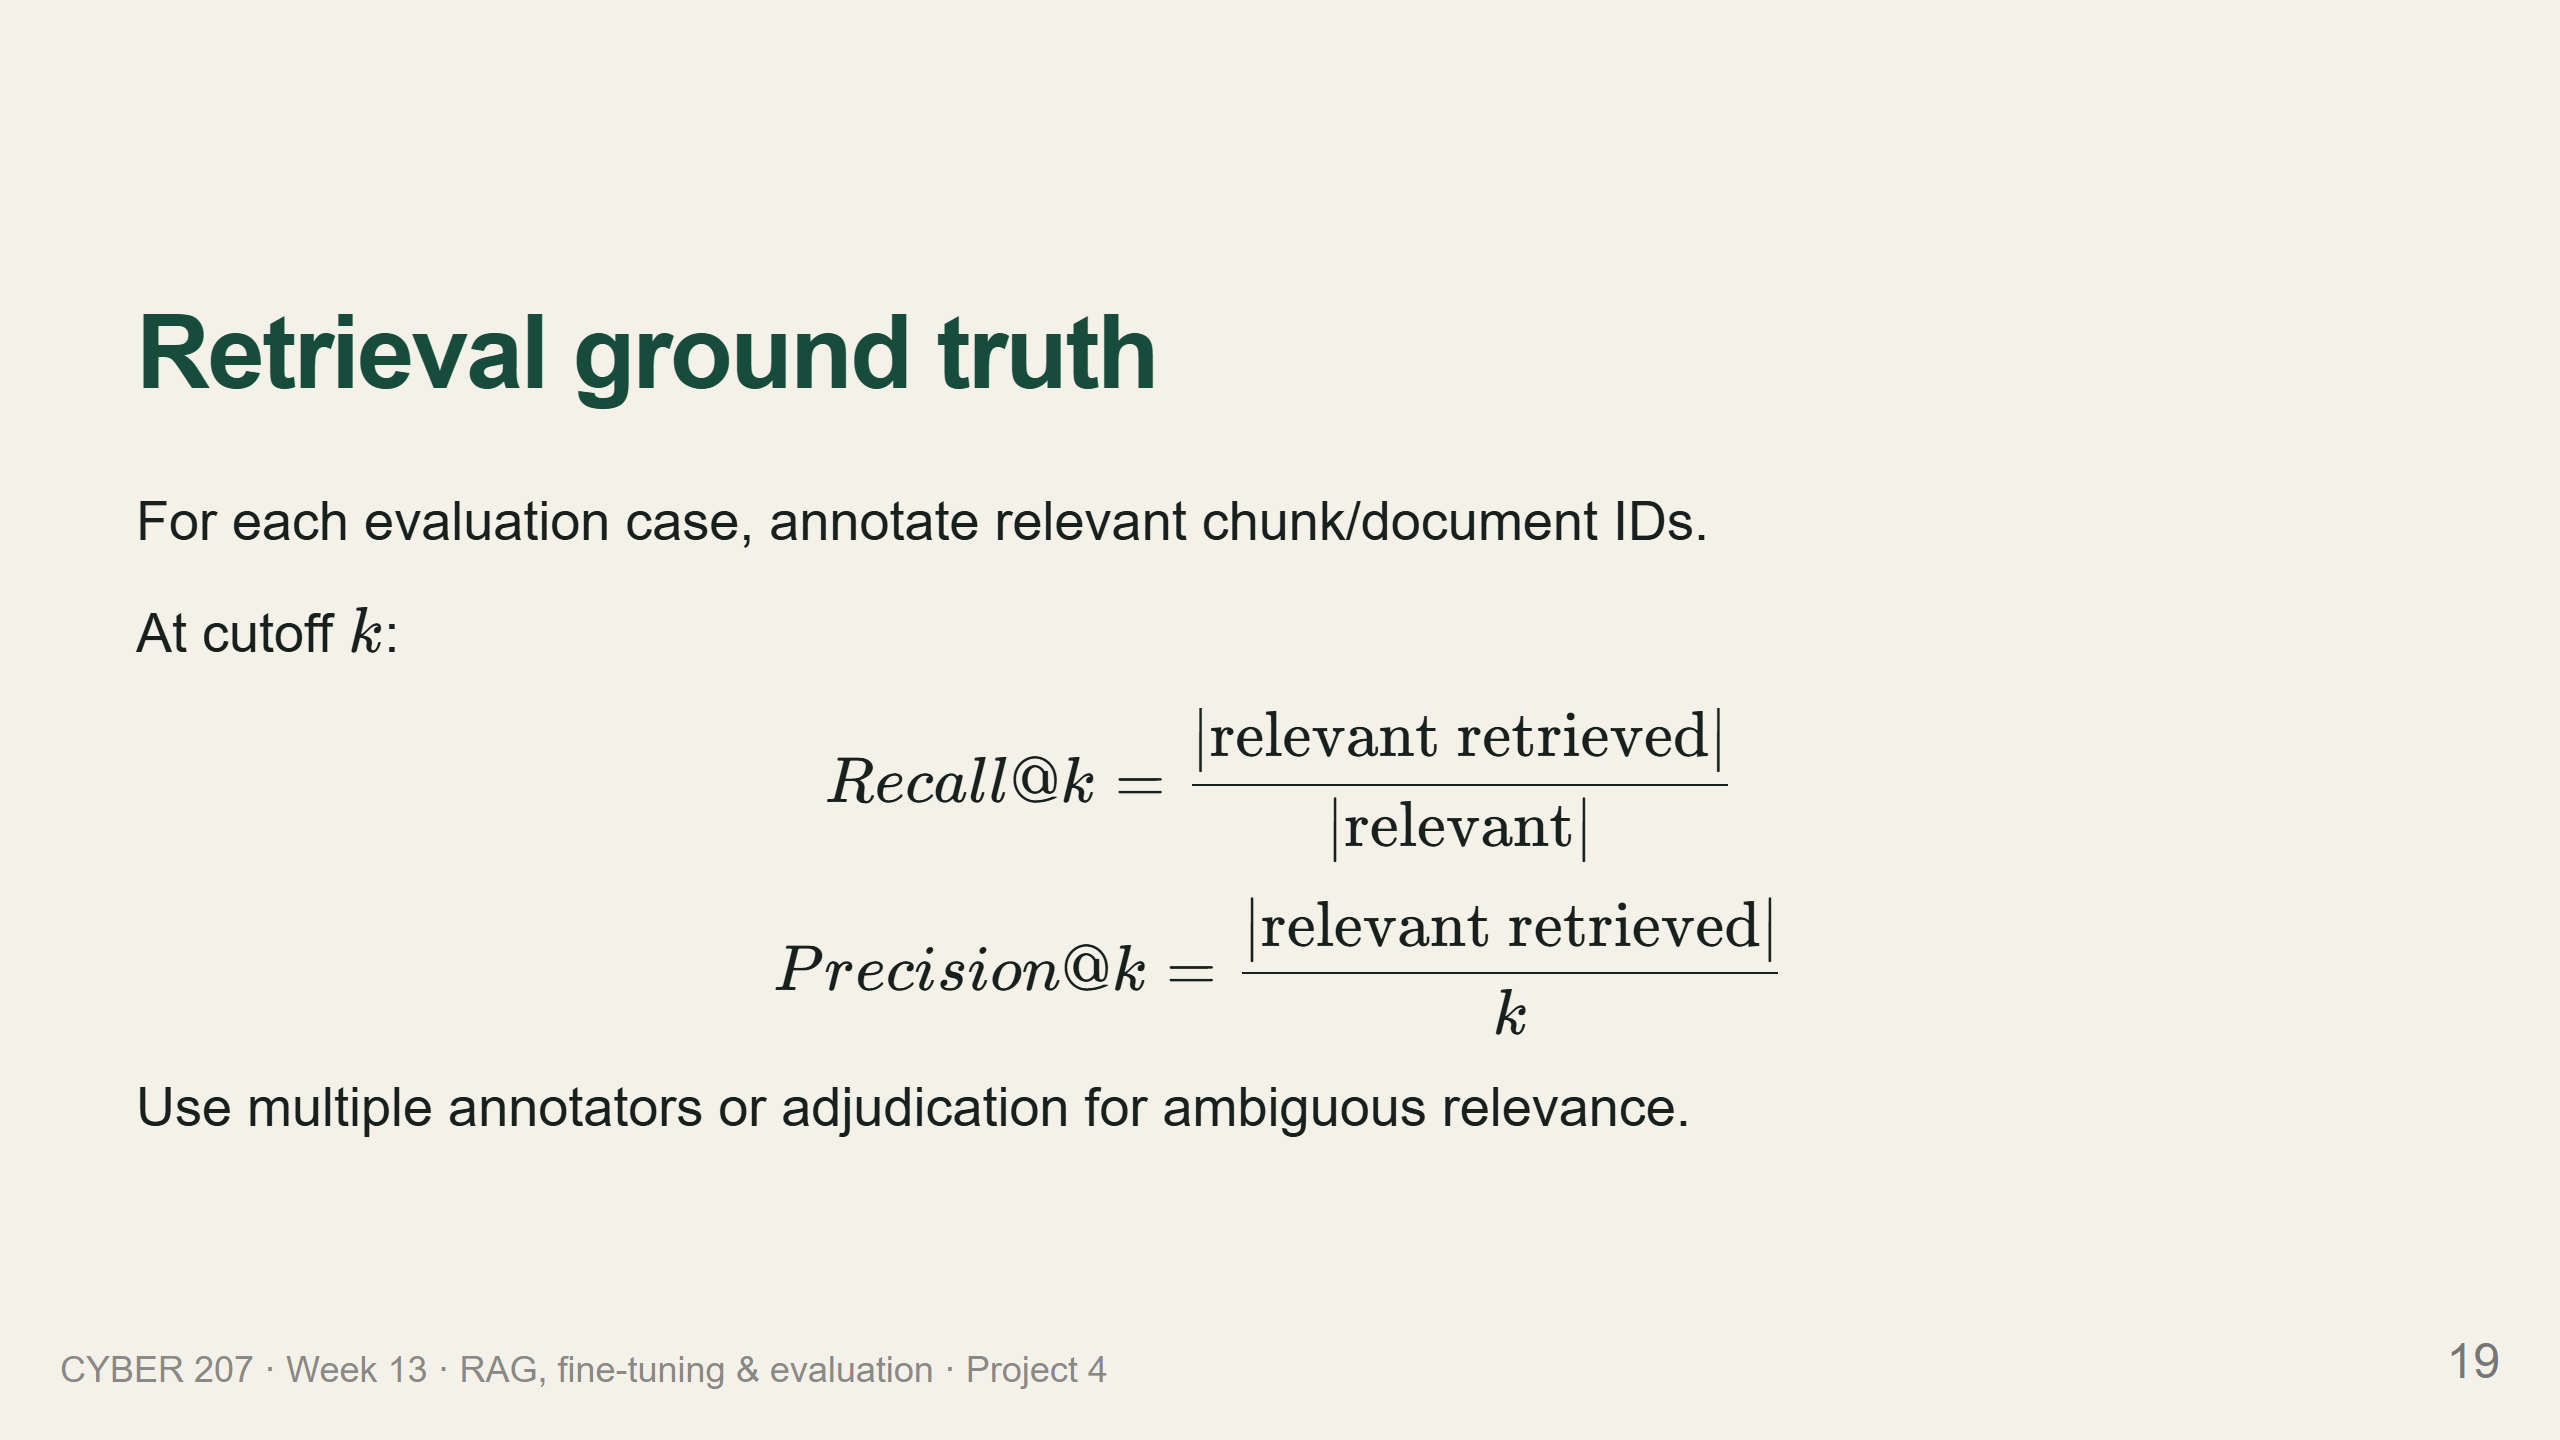 Retrieval ground truth
For each evaluation case, annotate relevant chunk/document IDs.
At cutoff k:
Recall@k = |relevant retrieved| / |relevant|
Precision@k = |relevant retrieved| / k
Use multiple annotators or adjudication for ambiguous relevance.
CYBER 207 · Week 13 · RAG, fine-tuning & evaluation · Project 4
19